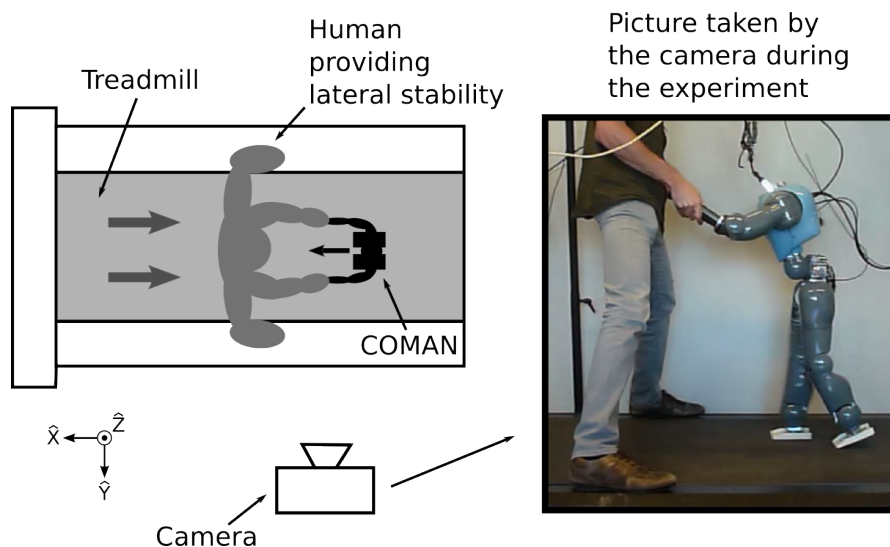 Treadmill
Human
providing
lateral stability
Picture taken by
the camera during
the experiment
COMAN
X̂
Ẑ
Ŷ
Camera